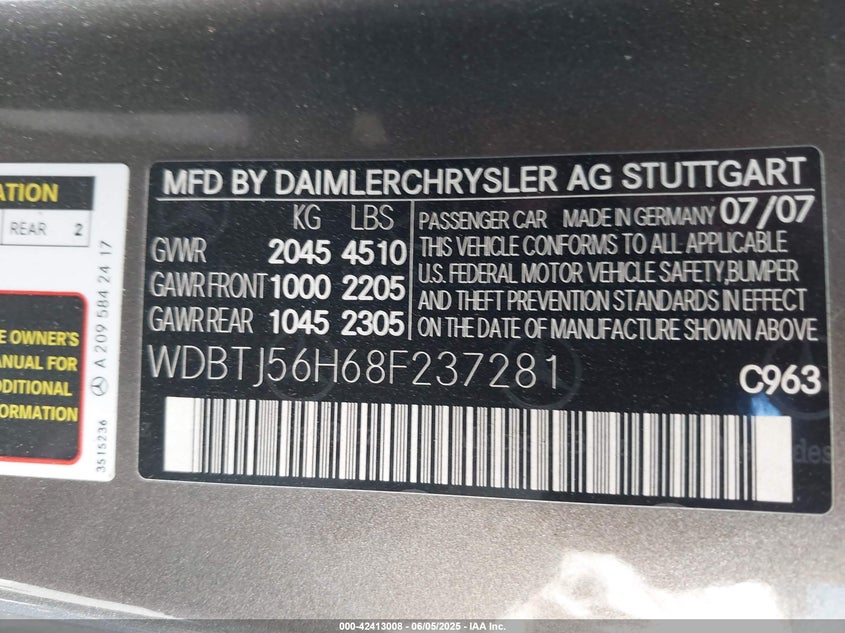 ATION
REAR 2
E OWNER'S
MANUAL FOR
DDITIONAL
FORMATION
A 209 584 24 17
3515236
MFD BY DAIMLERCHRYSLER AG STUTTGART
KG LBS
GVWR 2045 4510
GAWR FRONT 1000 2205
GAWR REAR 1045 2305
PASSENGER CAR MADE IN GERMANY 07/07
THIS VEHICLE CONFORMS TO ALL APPLICABLE
U.S. FEDERAL MOTOR VEHICLE SAFETY,BUMPER
AND THEFT PREVENTION STANDARDS IN EFFECT
ON THE DATE OF MANUFACTURE SHOWN ABOVE
WDBTJ56H68F237281 C963
000-42413008 - 06/05/2025 - IAA Inc.